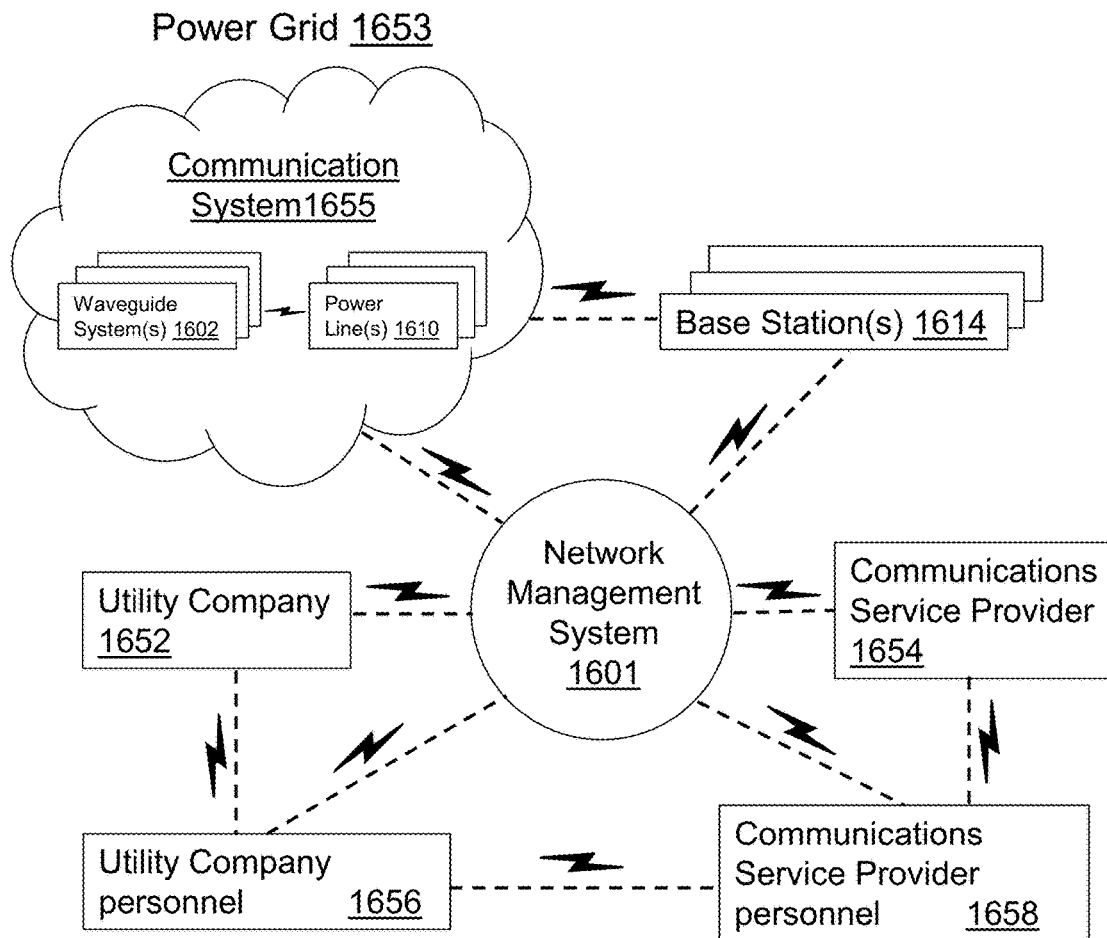 Power Grid 1653
Communication
System1655
Waveguide
System(s) 1602
Power
Line(s) 1610
Base Station(s) 1614
Network
Management
System
1601
Utility Company
1652
Communications
Service Provider
1654
Utility Company
personnel 1656
Communications
Service Provider
personnel 1658